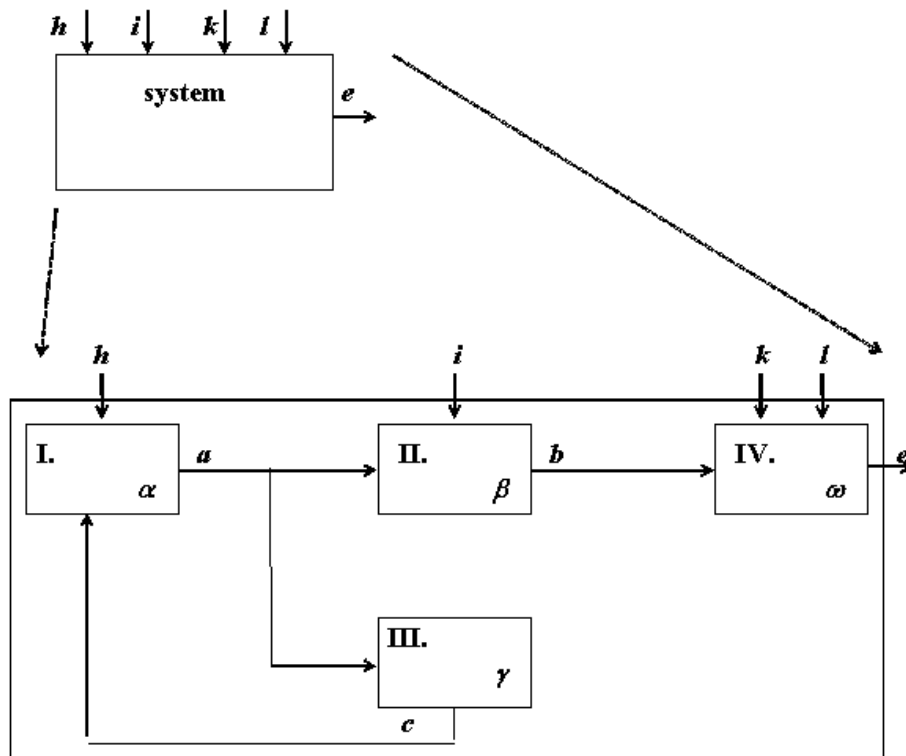 h i k l
system
e
h i k l
I. a II. b IV. e
α β ω
III.
γ
c